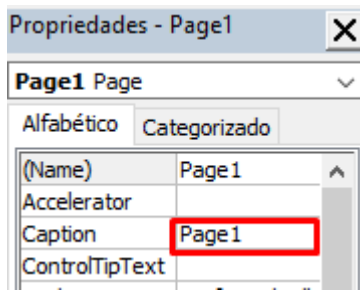 Propriedades - Page1
Page1 Page
Alfabético Categorizado
(Name) Page1
Accelerator
Caption Page1
ControlTipText